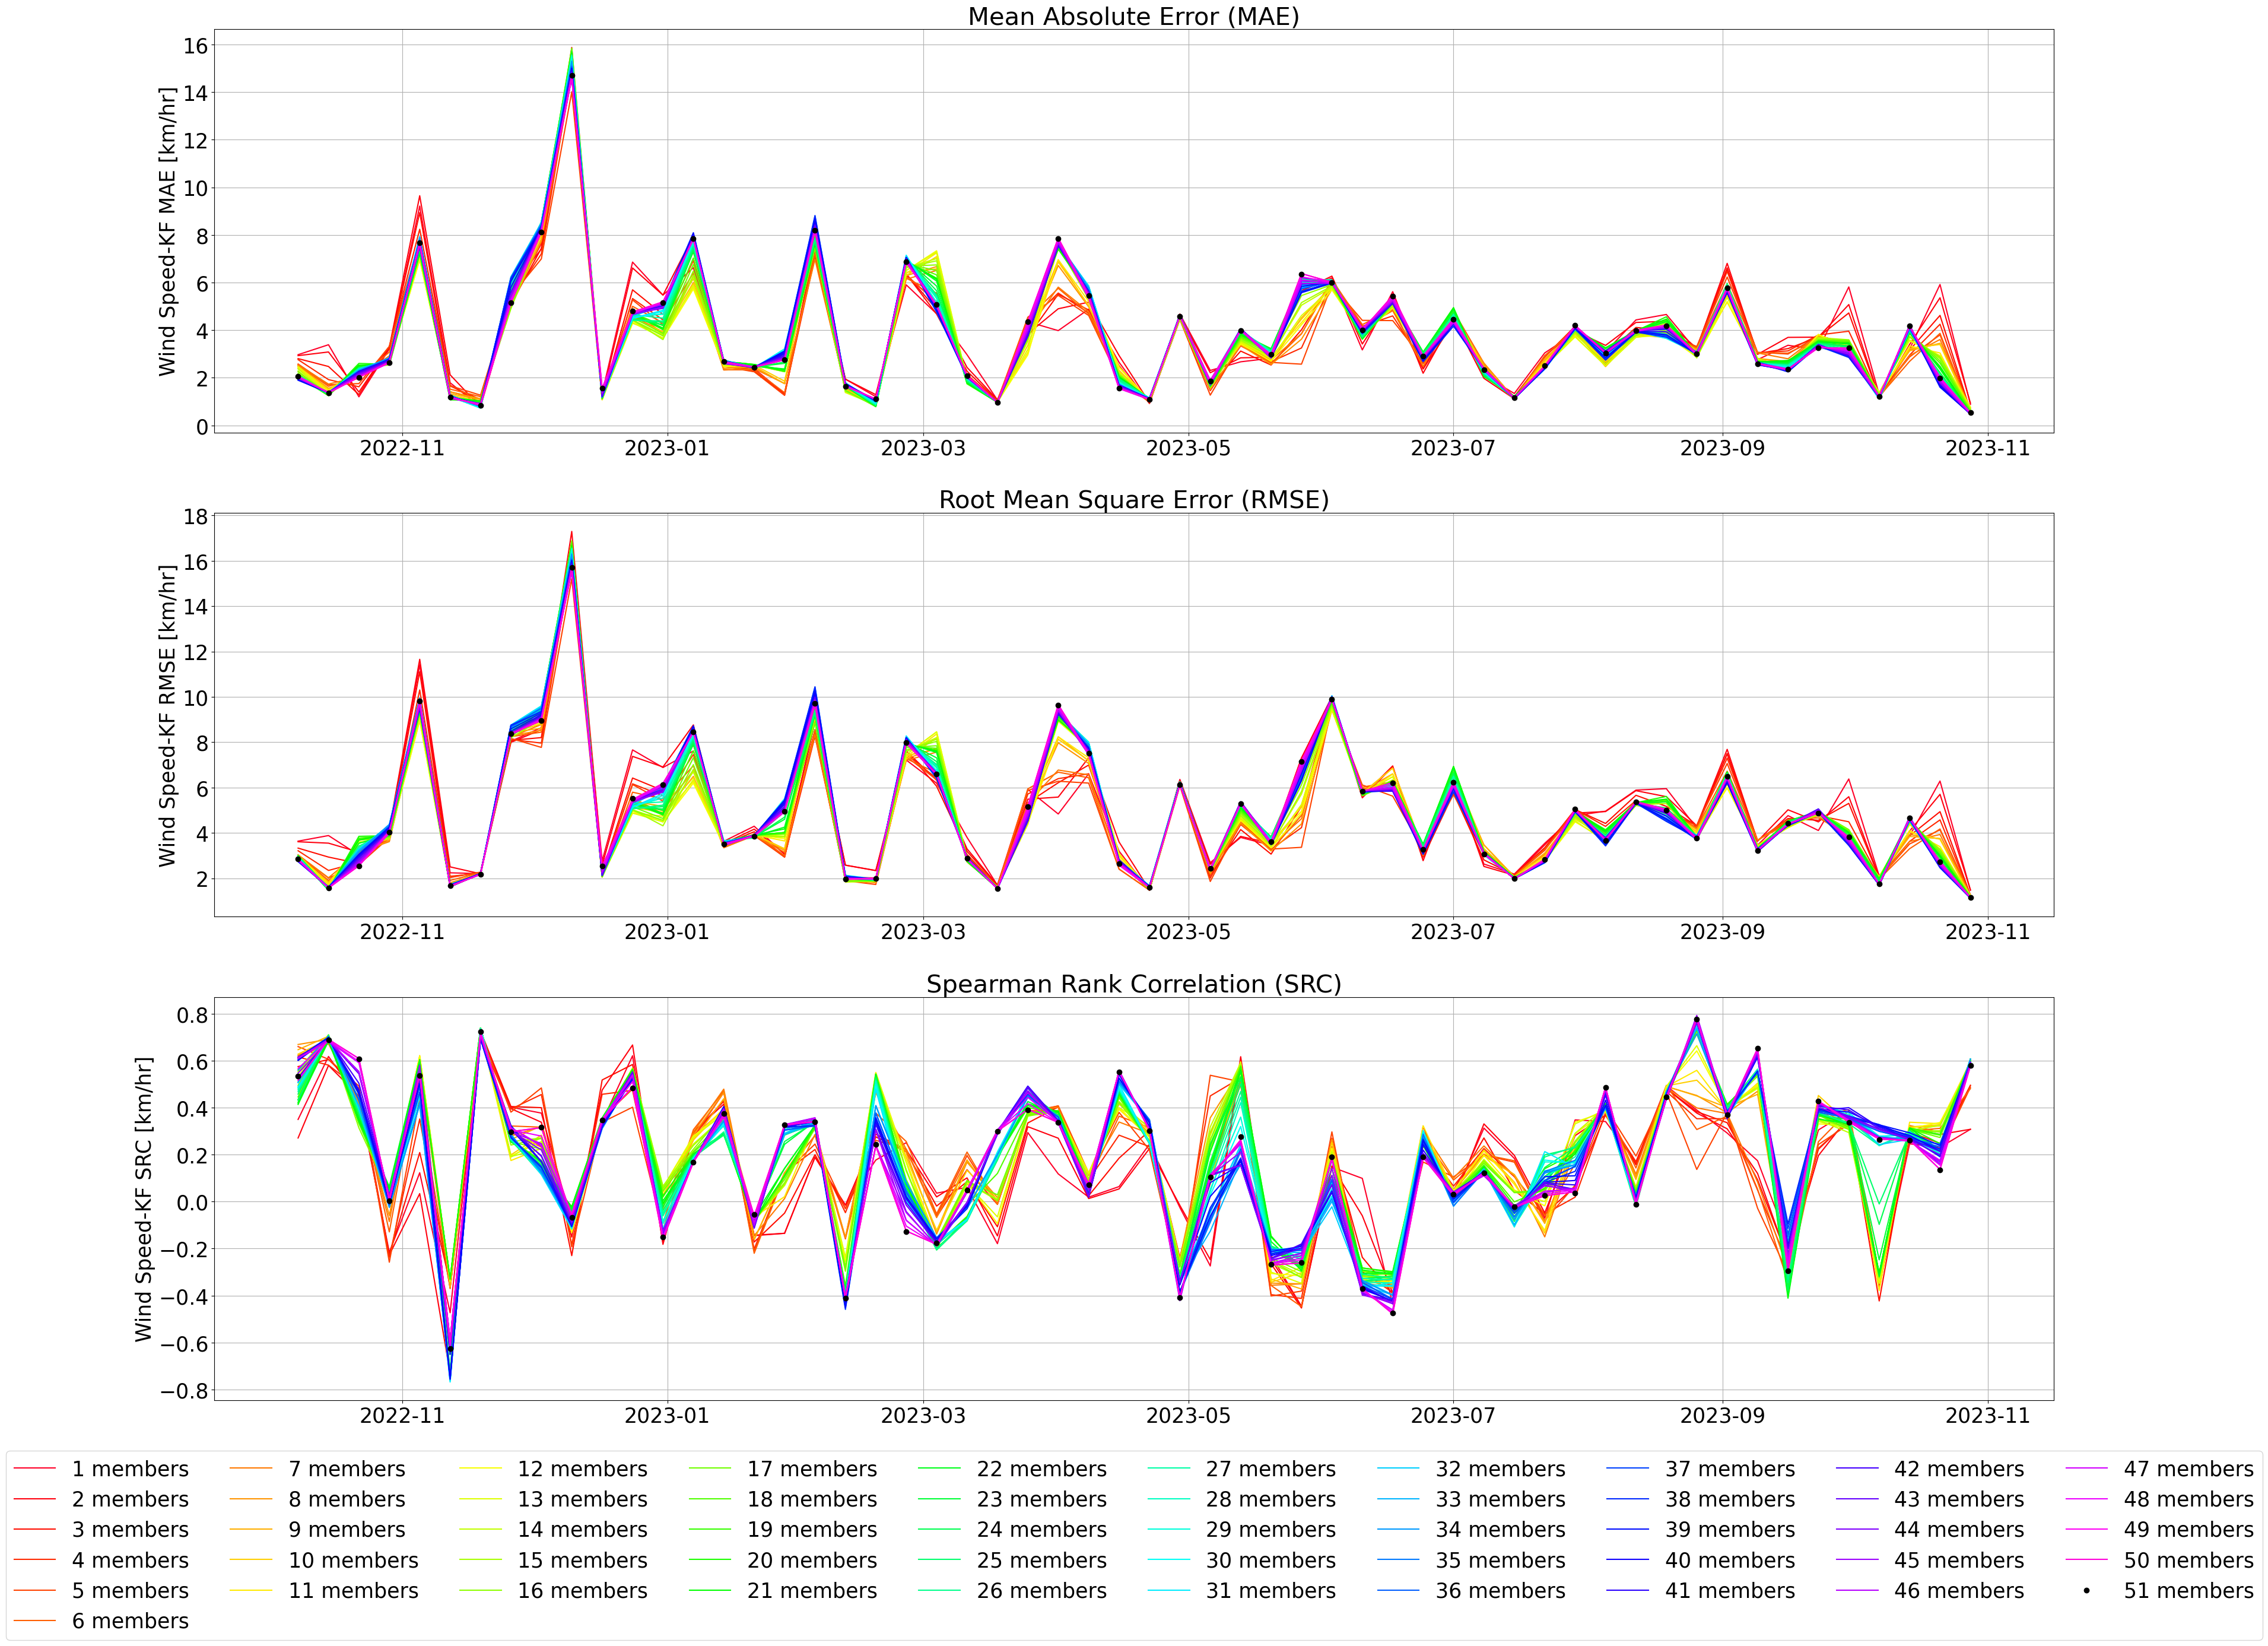 Mean Absolute Error (MAE)
Wind Speed-KF MAE [km/hr]
16
14
12
10
8
6
4
2
0
2022-11 2023-01 2023-03 2023-05 2023-07 2023-09 2023-11
Root Mean Square Error (RMSE)
Wind Speed-KF RMSE [km/hr]
18
16
14
12
10
8
6
4
2
2022-11 2023-01 2023-03 2023-05 2023-07 2023-09 2023-11
Spearman Rank Correlation (SRC)
Wind Speed-KF SRC [km/hr]
0.8
0.6
0.4
0.2
0.0
−0.2
−0.4
−0.6
−0.8
2022-11 2023-01 2023-03 2023-05 2023-07 2023-09 2023-11
1 members 7 members 12 members 17 members 22 members 27 members 32 members 37 members 42 members 47 members
2 members 8 members 13 members 18 members 23 members 28 members 33 members 38 members 43 members 48 members
3 members 9 members 14 members 19 members 24 members 29 members 34 members 39 members 44 members 49 members
4 members 10 members 15 members 20 members 25 members 30 members 35 members 40 members 45 members 50 members
5 members 11 members 16 members 21 members 26 members 31 members 36 members 41 members 46 members 51 members
6 members